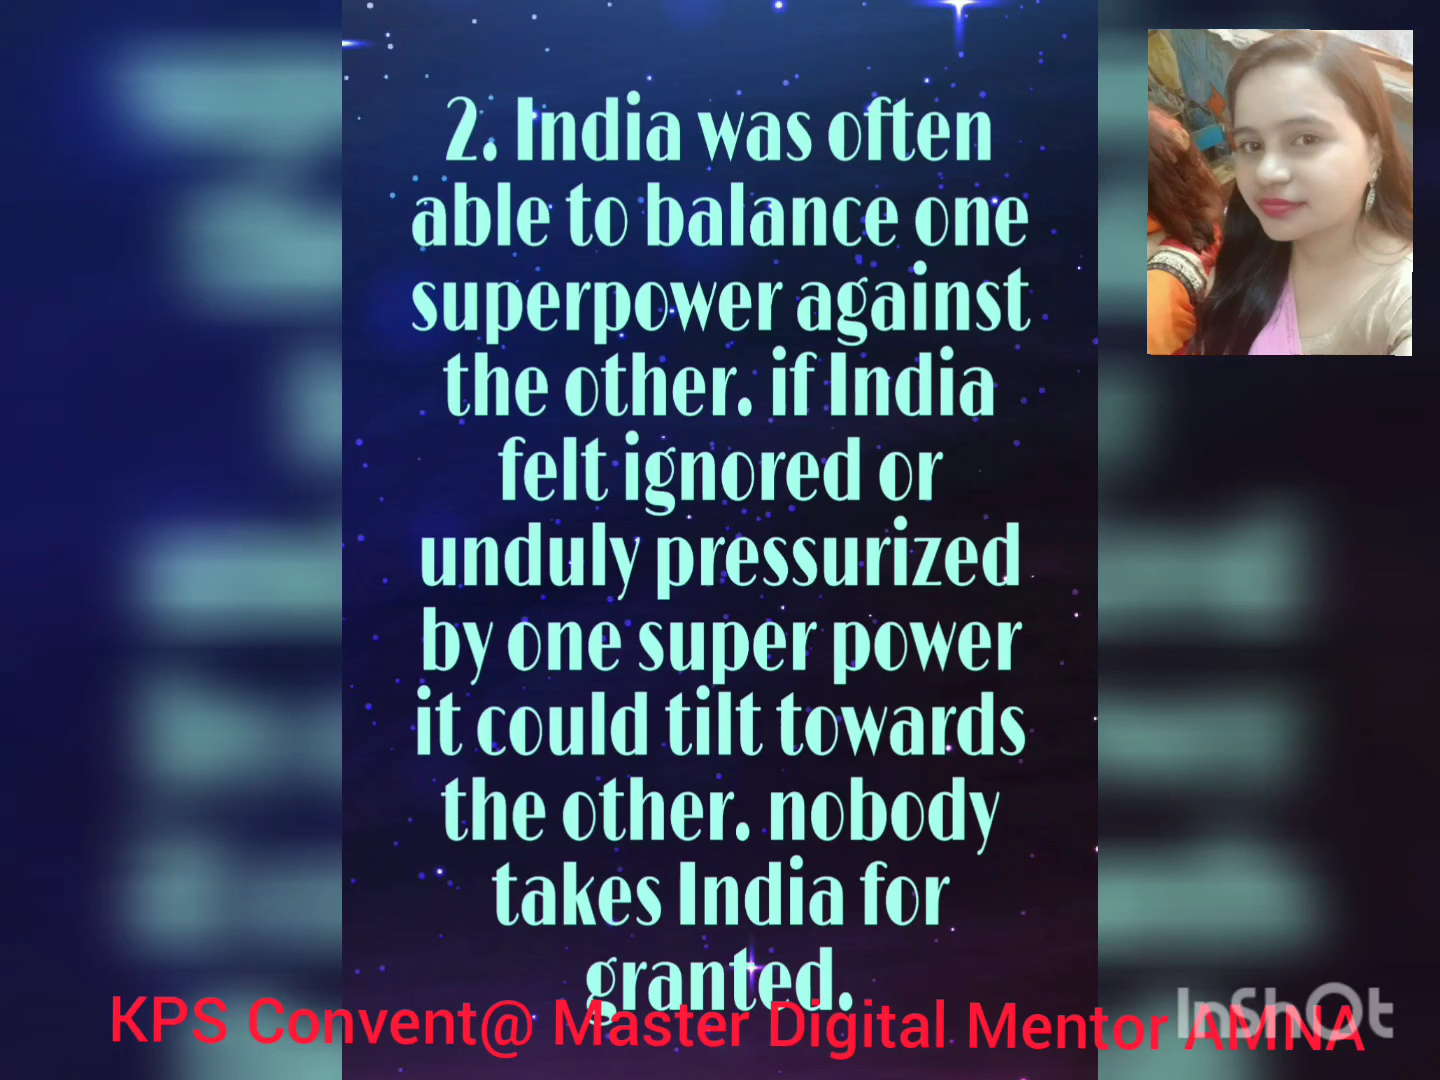 2. India was often
able to balance one
superpower against
the other. if India
felt ignored or
unduly pressurized
by one super power
it could tilt towards
the other. nobody
takes India for
granted.
KPS Convent@ Master Digital Mentor AMNA
InShOt